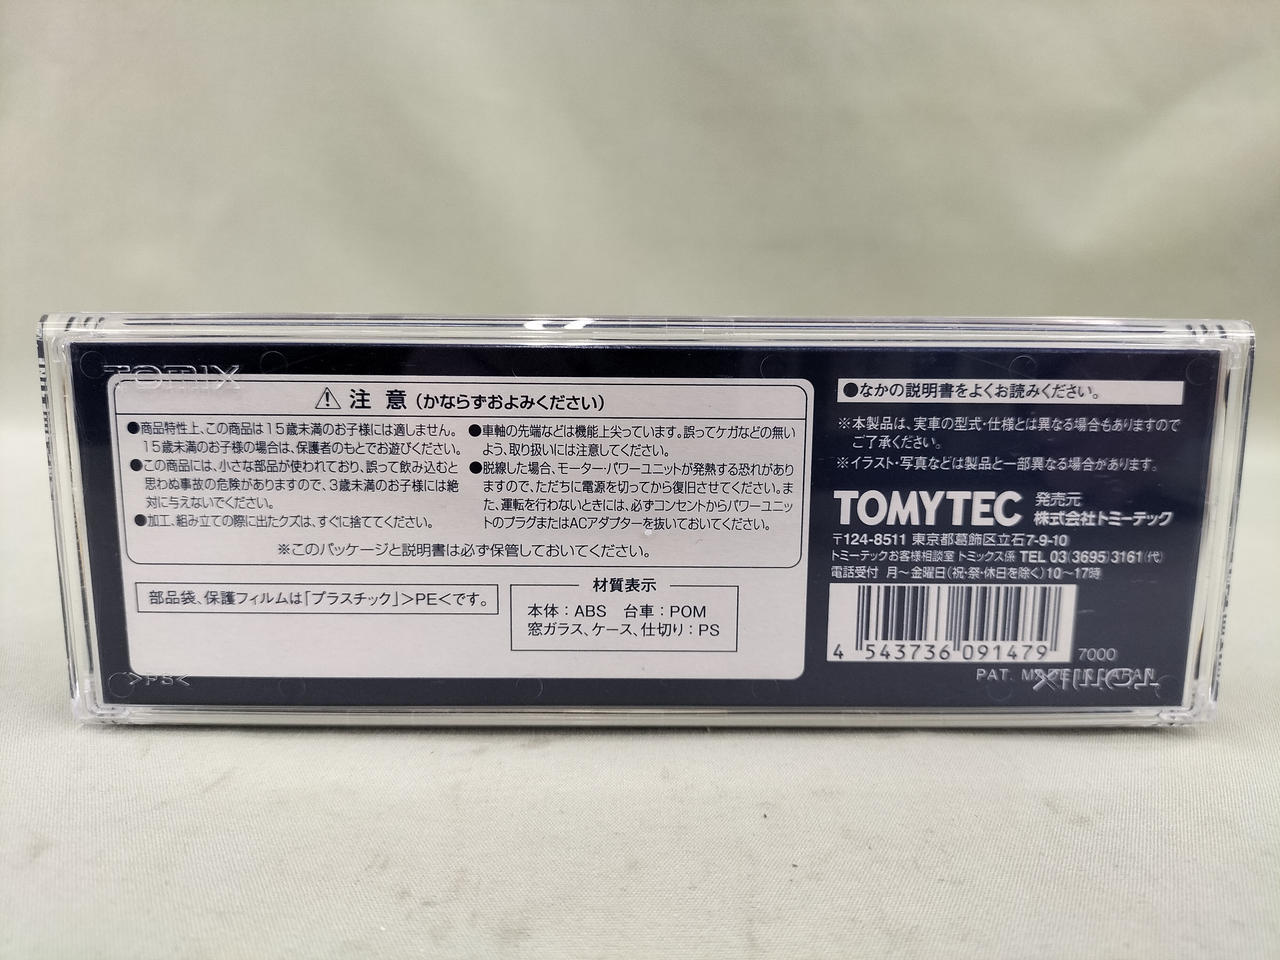 TOMIX
⚠ 注意(かならずおよみください)
●商品特性上、この商品は15歳未満のお子様には適しません。
15歳未満のお子様の場合は、保護者のもとでお遊びください。
●この商品には、小さな部品が使われており、誤って飲み込むと
思わぬ事故の危険がありますので、3歳未満のお子様には絶
対に与えないでください。
●加工、組み立ての際に出たクズは、すぐに捨ててください。
●車軸の先端などは機能上尖っています。誤ってケガなどの無い
よう、取り扱いには注意してください。
●脱線した場合、モーター・パワーユニットが発熱する恐れがあり
ますので、ただちに電源を切ってから復旧させてください。ま
た、運転を行わないときには、必ずコンセントからパワーユニッ
トのプラグまたはACアダプターを抜いておいてください。
※このパッケージと説明書は必ず保管しておいてください。
部品袋、保護フィルムは「プラスチック」>PE<です。
材質表示
本体:ABS 台車:POM
窓ガラス、ケース、仕切り:PS
>PS<
●なかの説明書をよくお読みください。
※本製品は、実車の型式・仕様とは異なる場合もありますので
ご了承ください。
※イラスト・写真などは製品と一部異なる場合があります。
TOMYTEC 発売元
株式会社トミーテック
〒124-8511 東京都葛飾区立石7-9-10
トミーテックお客様相談室 トミックス係 TEL 03(3695)3161(代)
電話受付 月〜金曜日(祝・祭・休日を除く)10〜17時
4 543736 091479
7000
PAT. MADE IN JAPAN
TOMIX